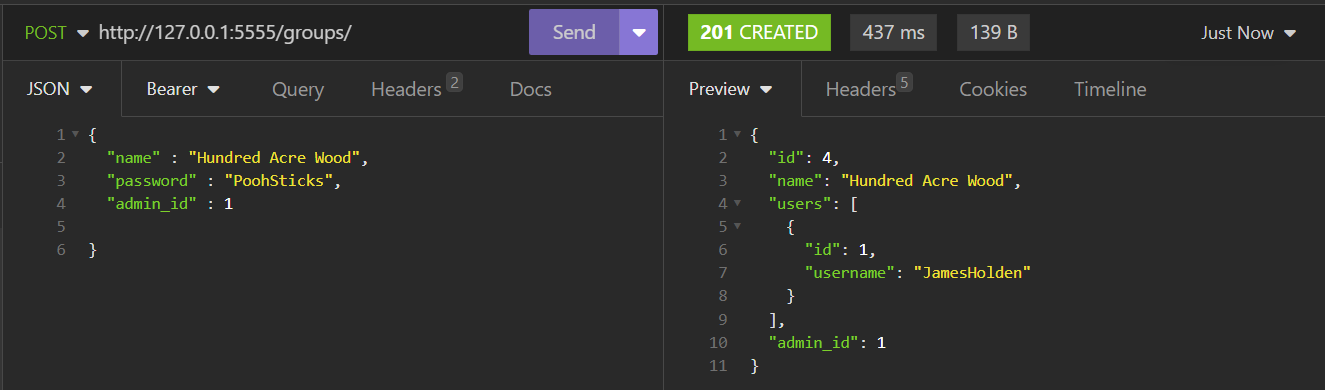 POST http://127.0.0.1:5555/groups/ Send
JSON Bearer Query Headers 2 Docs
1 {
2 "name" : "Hundred Acre Wood",
3 "password" : "PoohSticks",
4 "admin_id" : 1
5
6 }
201 CREATED 437 ms 139 B Just Now
Preview Headers 5 Cookies Timeline
1 {
2 "id": 4,
3 "name": "Hundred Acre Wood",
4 "users": [
5 {
6 "id": 1,
7 "username": "JamesHolden"
8 }
9 ],
10 "admin_id": 1
11 }